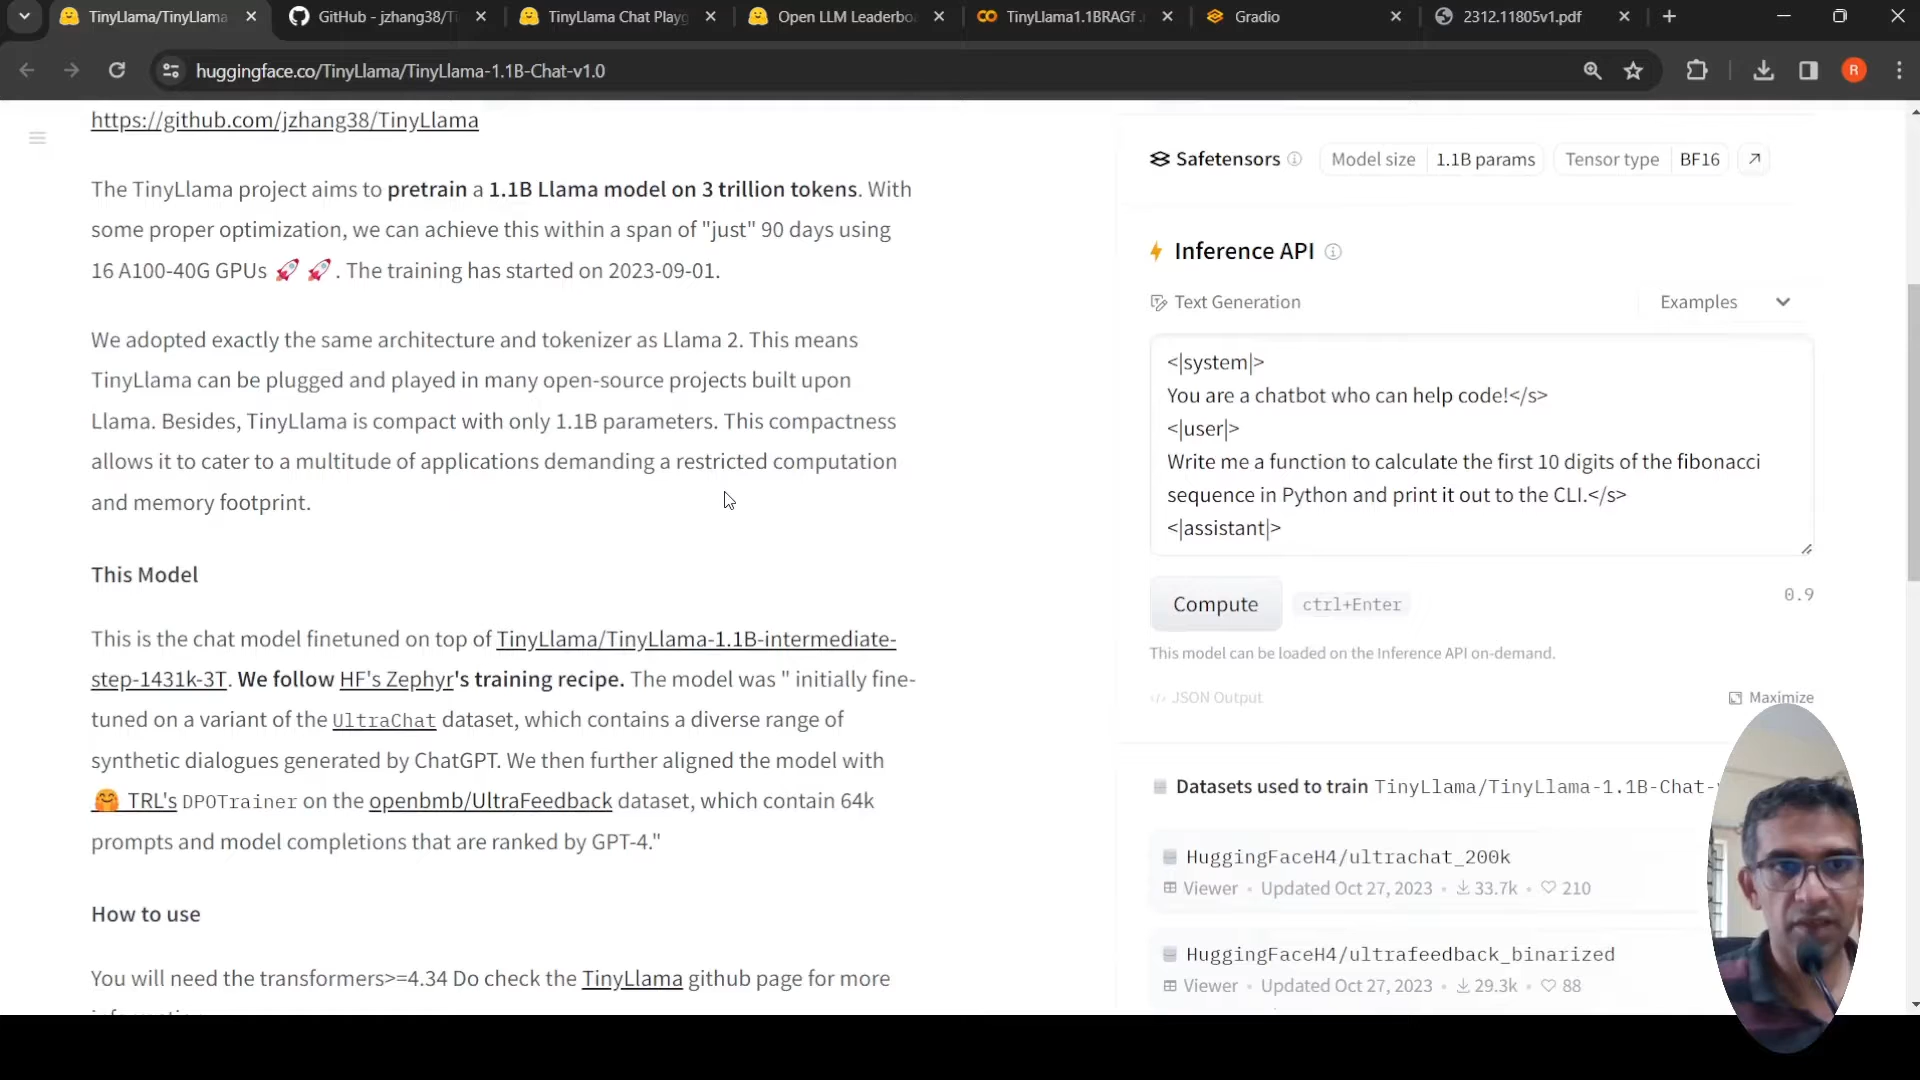 TinyLlama/TinyLlama
GitHub - jzhang38/Ti
TinyLlama Chat Playg
Open LLM Leaderbo
TinyLlama1.1BRAGf
Gradio
2312.11805v1.pdf
huggingface.co/TinyLlama/TinyLlama-1.1B-Chat-v1.0
R
https://github.com/jzhang38/TinyLlama
The TinyLlama project aims to pretrain a 1.1B Llama model on 3 trillion tokens. With
some proper optimization, we can achieve this within a span of "just" 90 days using
16 A100-40G GPUs 🚀🚀. The training has started on 2023-09-01.
We adopted exactly the same architecture and tokenizer as Llama 2. This means
TinyLlama can be plugged and played in many open-source projects built upon
Llama. Besides, TinyLlama is compact with only 1.1B parameters. This compactness
allows it to cater to a multitude of applications demanding a restricted computation
and memory footprint.
This Model
This is the chat model finetuned on top of TinyLlama/TinyLlama-1.1B-intermediate-
step-1431k-3T. We follow HF's Zephyr's training recipe. The model was " initially fine-
tuned on a variant of the UltraChat dataset, which contains a diverse range of
synthetic dialogues generated by ChatGPT. We then further aligned the model with
🤗 TRL's DPOTrainer on the openbmb/UltraFeedback dataset, which contain 64k
prompts and model completions that are ranked by GPT-4."
How to use
You will need the transformers>=4.34 Do check the TinyLlama github page for more
Safetensors
Model size 1.1B params
Tensor type BF16
Inference API
Text Generation
Examples
<|system|>
You are a chatbot who can help code!</s>
<|user|>
Write me a function to calculate the first 10 digits of the fibonacci
sequence in Python and print it out to the CLI.</s>
<|assistant|>
Compute
ctrl+Enter
0.9
This model can be loaded on the Inference API on-demand.
</> JSON Output
Maximize
Datasets used to train TinyLlama/TinyLlama-1.1B-Chat-v
HuggingFaceH4/ultrachat_200k
Viewer • Updated Oct 27, 2023 • 33.7k • 210
HuggingFaceH4/ultrafeedback_binarized
Viewer • Updated Oct 27, 2023 • 29.3k • 88